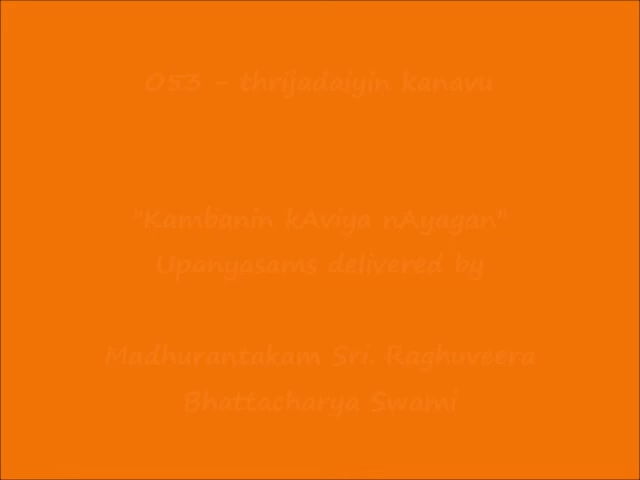 053 - thrijadaiyin kanavu
"Kambanin kAviya nAyagan"
Upanyasams delivered by
Madhurantakam Sri. Raghuveera
Bhattacharya Swami